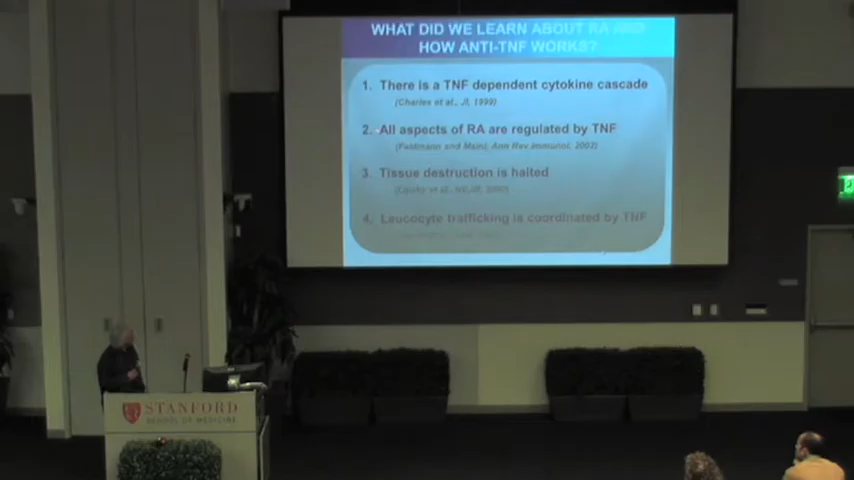 WHAT DID WE LEARN ABOUT RA AND
HOW ANTI-TNF WORKS?
1. There is a TNF dependent cytokine cascade
(Charles et al., JI, 1999)
2. All aspects of RA are regulated by TNF
(Feldmann and Maini, Ann Rev Immunol, 2002)
3. Tissue destruction is halted
4. Leucocyte trafficking is coordinated by TNF
STANFORD
SCHOOL OF MEDICINE